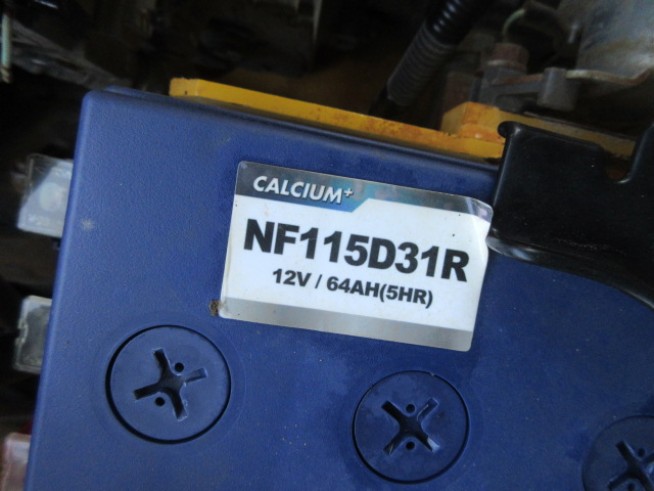 CALCIUM+
NF115D31R
12V / 64AH(5HR)